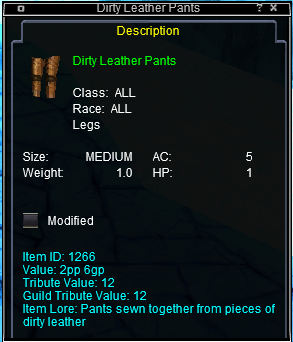 Dirty Leather Pants
Description
Dirty Leather Pants
Class: ALL
Race: ALL
Legs
Size: MEDIUM AC: 5
Weight: 1.0 HP: 1
Modified
Item ID: 1266
Value: 2pp 6gp
Tribute Value: 12
Guild Tribute Value: 12
Item Lore: Pants sewn together from pieces of
dirty leather